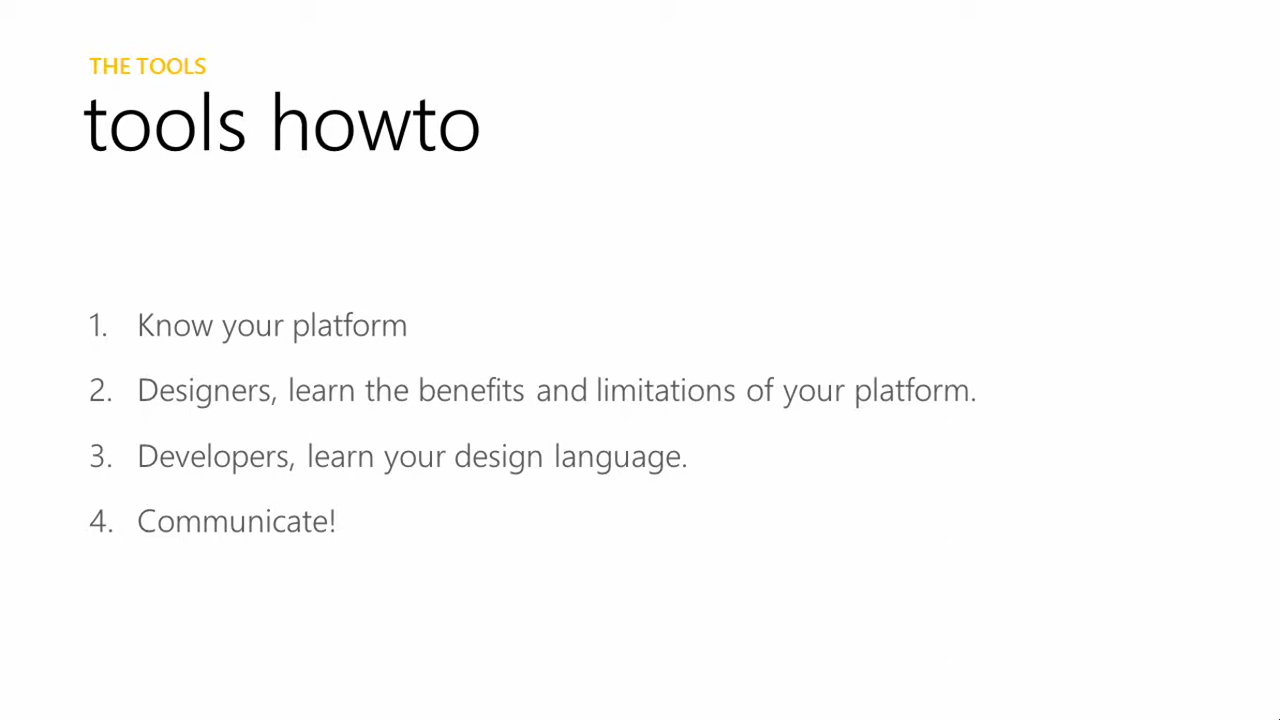 THE TOOLS
tools howto
1. Know your platform
2. Designers, learn the benefits and limitations of your platform.
3. Developers, learn your design language.
4. Communicate!